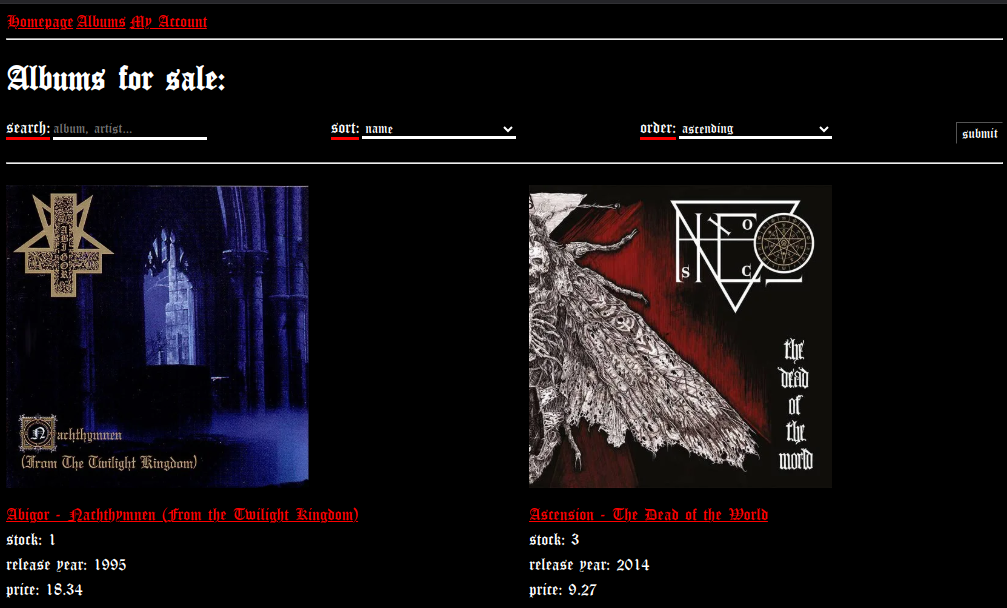 Homepage Albums My Account
Albums for sale:
search: album, artist... sort: name order: ascending submit
ABIGOR
Nachthymnen
(From The Twilight Kingdom)
the
dead
of
the
world
Abigor - Nachthymnen (From the Twilight Kingdom)
stock: 1
release year: 1995
price: 18.34
Ascension - The Dead of the World
stock: 3
release year: 2014
price: 9.27